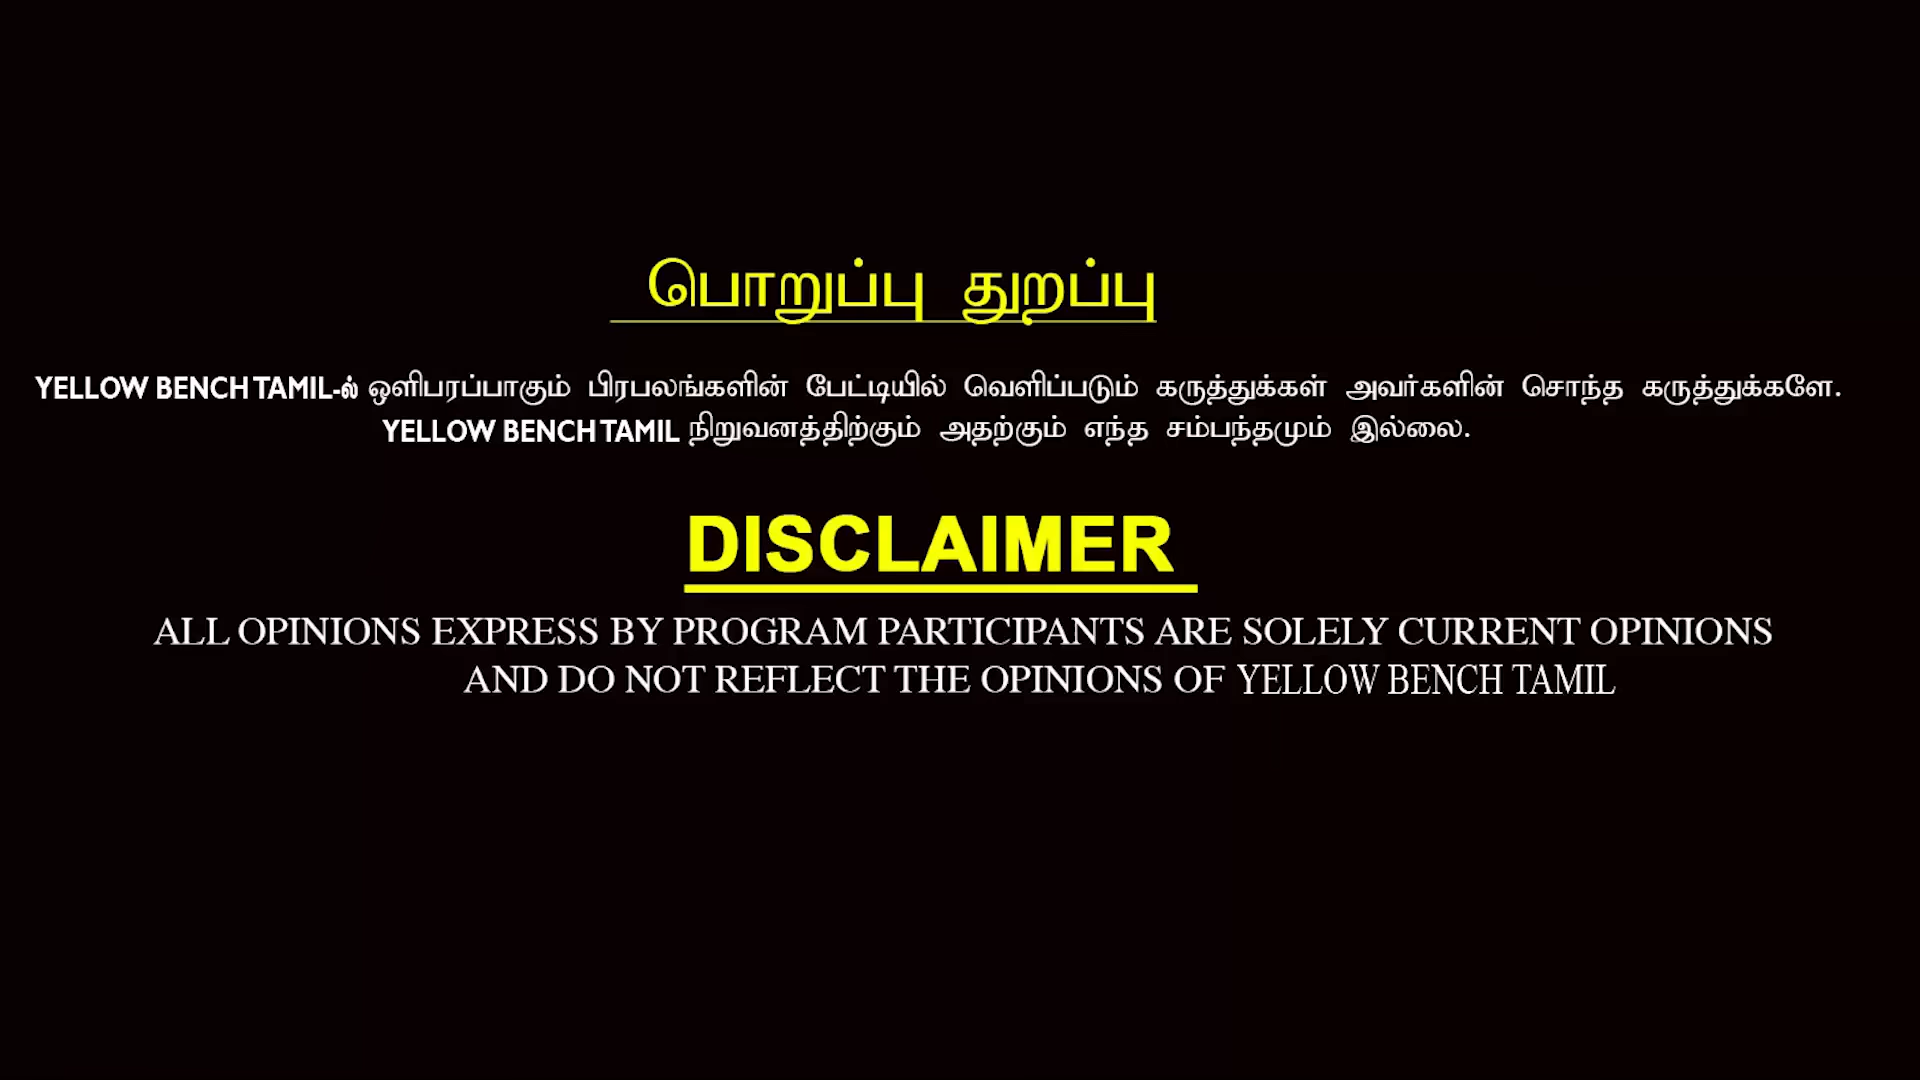 பொறுப்பு துறப்பு
YELLOW BENCH TAMIL-ல் ஒளிபரப்பாகும் பிரபலங்களின் பேட்டியில் வெளிப்படும் கருத்துக்கள் அவர்களின் சொந்த கருத்துக்களே.
YELLOW BENCH TAMIL நிறுவனத்திற்கும் அதற்கும் எந்த சம்பந்தமும் இல்லை.
DISCLAIMER
ALL OPINIONS EXPRESS BY PROGRAM PARTICIPANTS ARE SOLELY CURRENT OPINIONS
AND DO NOT REFLECT THE OPINIONS OF YELLOW BENCH TAMIL